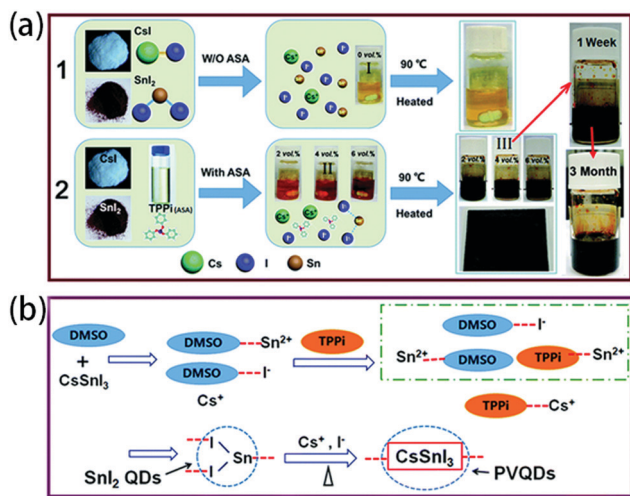 (a)
1
CsI
SnI2
W/O ASA
Cs+
I-
Sn
0 vol.%
I
90 ℃
Heated
1 Week
2
CsI
SnI2
TPPi(ASA)
With ASA
2 vol.%
4 vol.%
6 vol.%
II
Cs+
I-
90 ℃
Heated
III
2 vol.%
4 vol.%
6 vol.%
3 Month
Cs
I
Sn
(b)
DMSO
+
CsSnI3
DMSO
Sn2+
DMSO
I-
Cs+
TPPi
DMSO
I-
Sn2+
DMSO
TPPi
Sn2+
TPPi
Cs+
SnI2 QDs
I
Sn
I
Cs+ , I-
Δ
CsSnI3
PVQDs